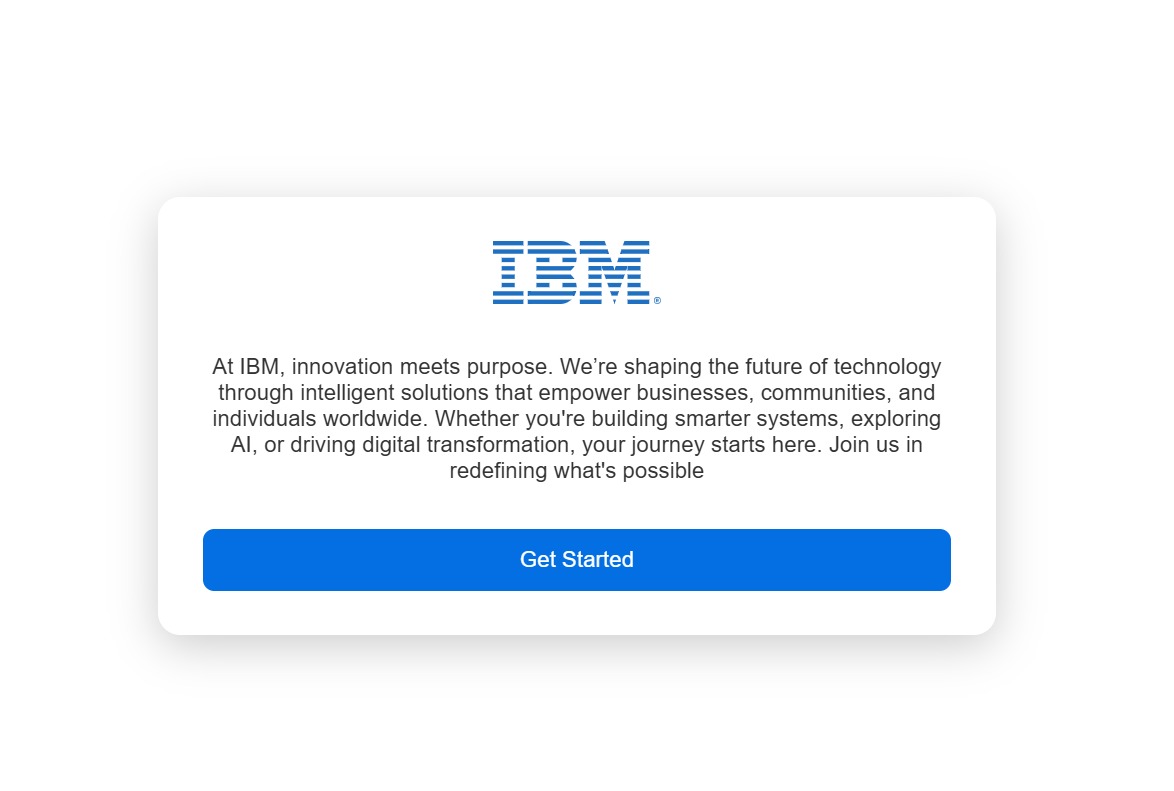 IBM®
At IBM, innovation meets purpose. We’re shaping the future of technology
through intelligent solutions that empower businesses, communities, and
individuals worldwide. Whether you're building smarter systems, exploring
AI, or driving digital transformation, your journey starts here. Join us in
redefining what's possible
Get Started